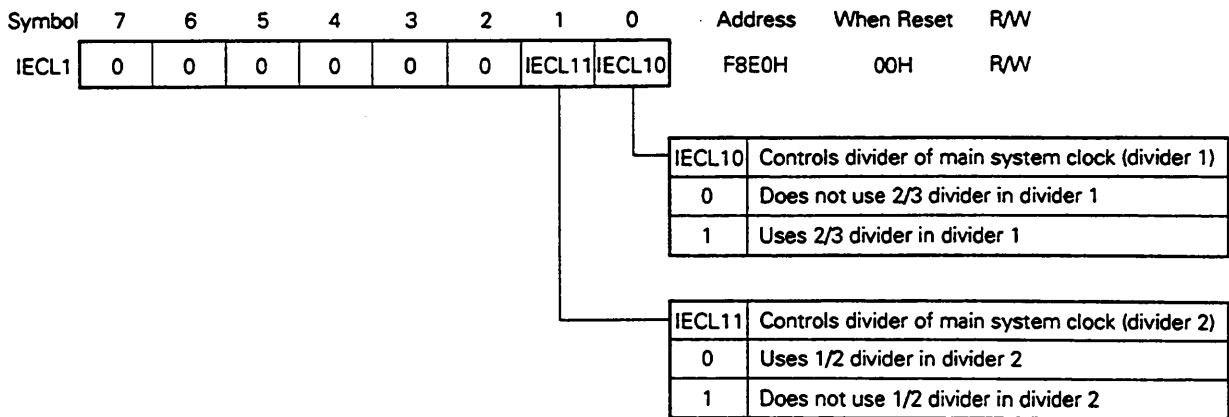 Symbol 7 6 5 4 3 2 1 0 Address When Reset R/W
IECL1 0 0 0 0 0 0 IECL11 IECL10 F8E0H 00H R/W
IECL10 Controls divider of main system clock (divider 1)
0 Does not use 2/3 divider in divider 1
1 Uses 2/3 divider in divider 1
IECL11 Controls divider of main system clock (divider 2)
0 Uses 1/2 divider in divider 2
1 Does not use 1/2 divider in divider 2